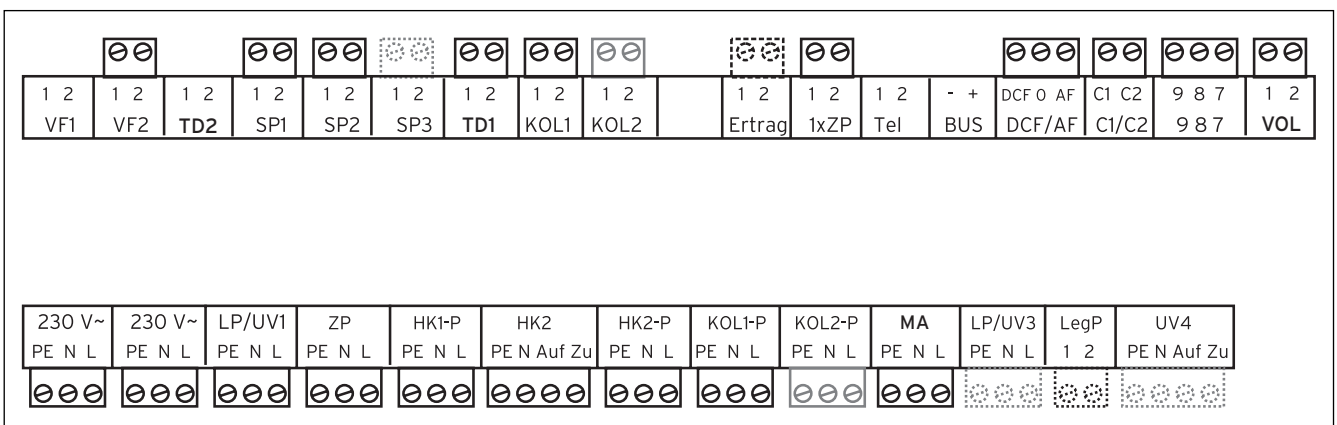 1 2 1 2 1 2 1 2 1 2 1 2 1 2 1 2 1 2 1 2 1 2 1 2 - + DCF O AF C1 C2 9 8 7 1 2
VF1 VF2 TD2 SP1 SP2 SP3 TD1 KOL1 KOL2 Ertrag 1xZP Tel BUS DCF/AF C1/C2 9 8 7 VOL
230 V~ 230 V~ LP/UV1 ZP HK1-P HK2 HK2-P KOL1-P KOL2-P MA LP/UV3 LegP UV4
PE N L PE N L PE N L PE N L PE N L PE N Auf Zu PE N L PE N L PE N L PE N L PE N L 1 2 PE N Auf Zu